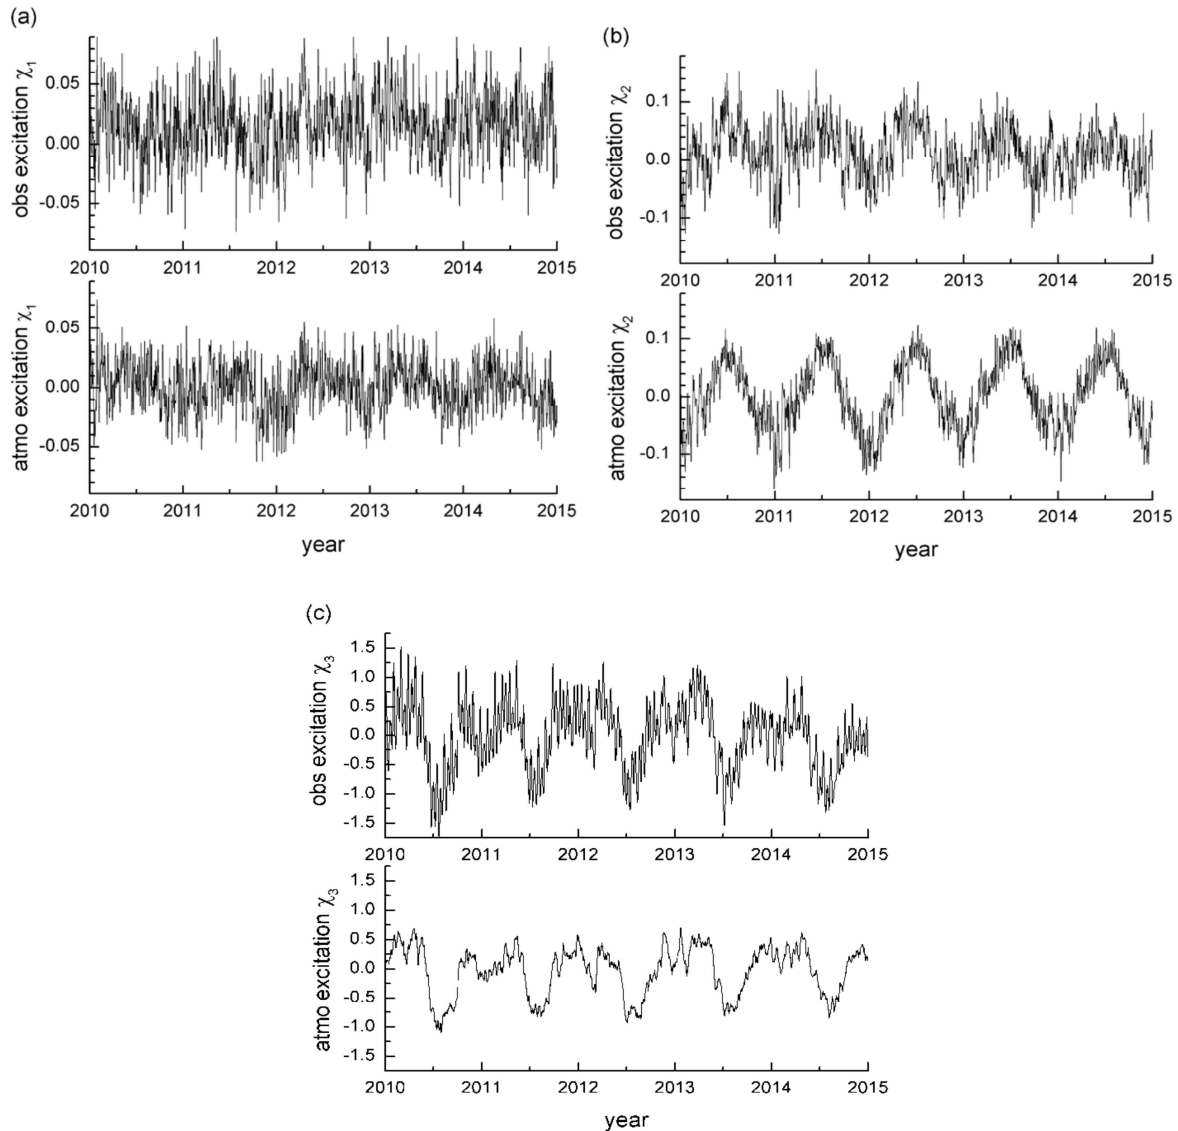 (a)
obs excitation χ1
0.05
0.00
-0.05
2010 2011 2012 2013 2014 2015
atmo excitation χ1
0.05
0.00
-0.05
2010 2011 2012 2013 2014 2015
year
(b)
obs excitation χ2
0.1
0.0
-0.1
2010 2011 2012 2013 2014 2015
atmo excitation χ2
0.1
0.0
-0.1
2010 2011 2012 2013 2014 2015
year
(c)
obs excitation χ3
1.5
1.0
0.5
0.0
-0.5
-1.0
-1.5
2010 2011 2012 2013 2014 2015
atmo excitation χ3
1.5
1.0
0.5
0.0
-0.5
-1.0
-1.5
2010 2011 2012 2013 2014 2015
year